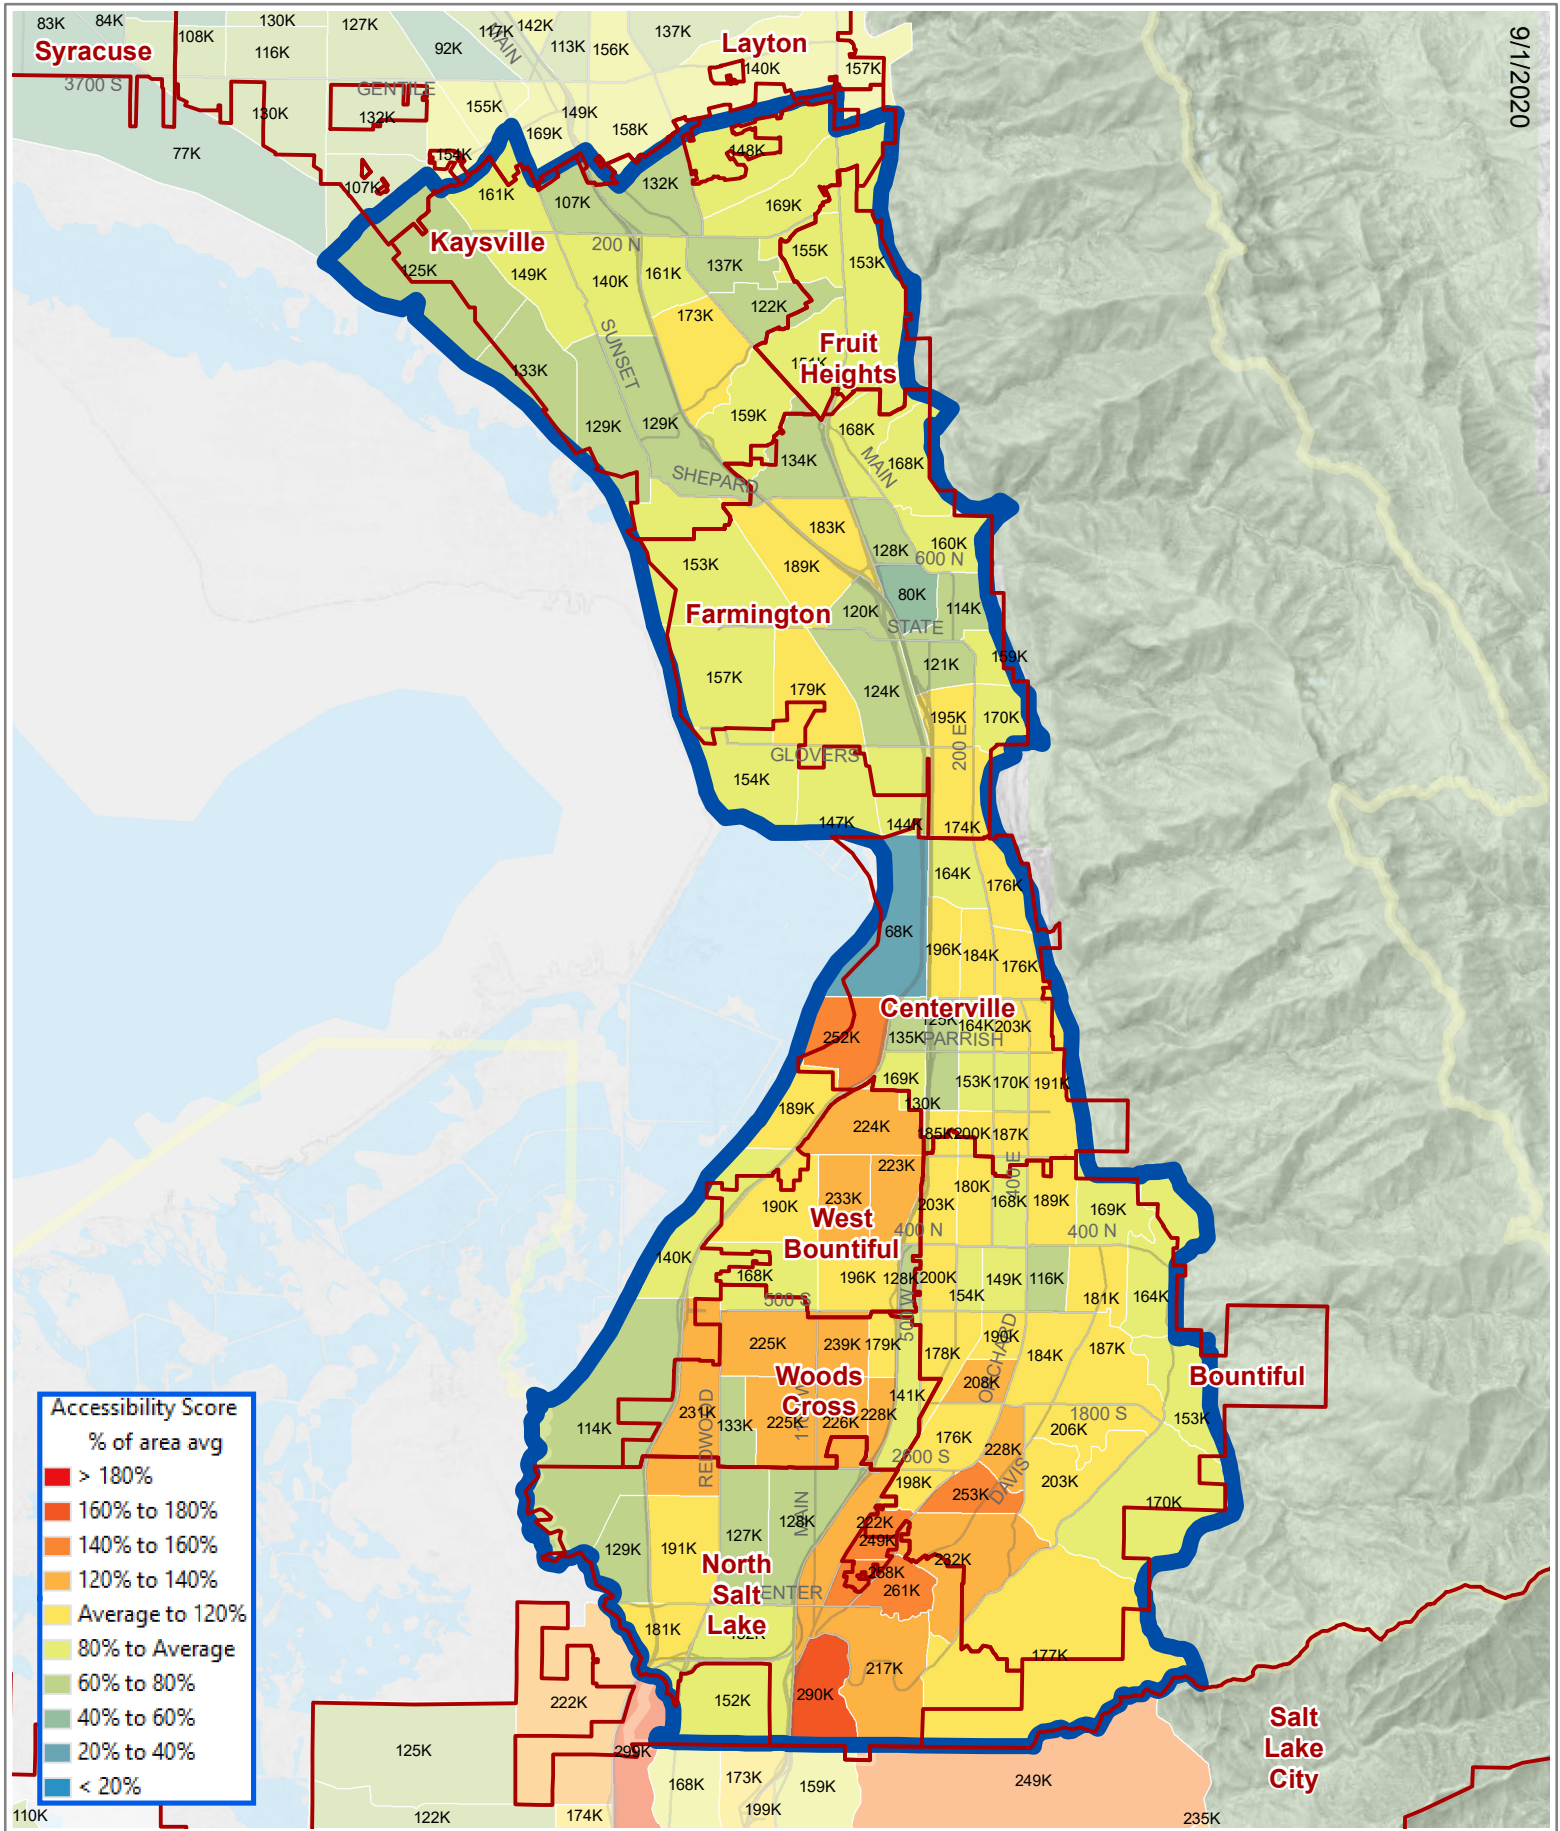 83K
84K
130K
127K
117K
142K
137K
108K
116K
92K
MAIN
113K
156K
Syracuse
Layton
140K
157K
9/1/2020
3700 S
GENTILE
155K
149K
130K
132K
169K
158K
77K
154K
148K
107K
161K
107K
132K
169K
Kaysville
200 N
155K
153K
125K
149K
140K
161K
137K
173K
122K
SUNSET
Fruit
Heights
133K
129K
129K
159K
168K
134K
MAIN
168K
SHEPARD
183K
153K
189K
128K
160K
600 N
80K
Farmington
120K
114K
STATE
157K
179K
124K
121K
159K
195K
170K
GLOVERS
200 E
154K
147K
144K
174K
164K
176K
68K
196K
184K
176K
Centerville
252K
135K
125K
164K
203K
PARRISH
169K
153K
170K
191K
189K
130K
224K
185K
200K
187K
223K
400 E
190K
233K
203K
180K
168K
189K
169K
West
Bountiful
400 N
400 N
140K
168K
196K
128K
200K
154K
149K
116K
181K
164K
500 S
500 W
225K
239K
179K
178K
190K
184K
187K
ORCHARD
Woods
Cross
Bountiful
208K
231K
REDWOOD
133K
225K
226K
228K
141K
1800 S
153K
114K
176K
206K
2600 S
228K
198K
203K
DAVIS
253K
170K
127K
128K
MAIN
222K
249K
129K
191K
232K
North
Salt
Lake
258K
261K
181K
177K
217K
152K
290K
222K
299K
125K
168K
173K
159K
249K
Salt
Lake
City
110K
122K
174K
199K
235K
Accessibility Score
% of area avg
> 180%
160% to 180%
140% to 160%
120% to 140%
Average to 120%
80% to Average
60% to 80%
40% to 60%
20% to 40%
< 20%